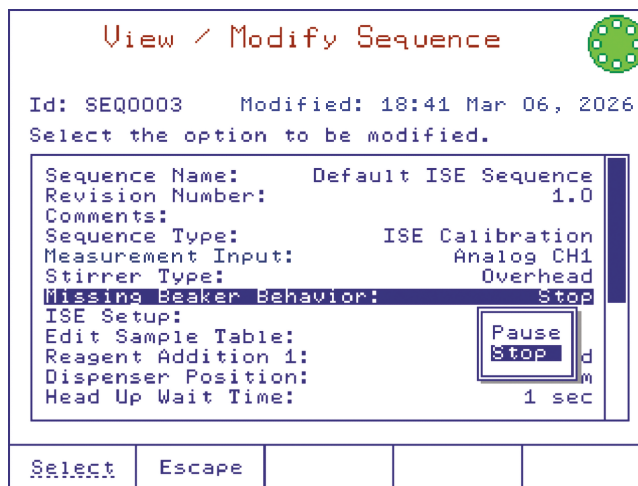 View / Modify Sequence
Id: SEQ0003 Modified: 18:41 Mar 06, 2026
Select the option to be modified.
Sequence Name: Default ISE Sequence
Revision Number: 1.0
Comments:
Sequence Type: ISE Calibration
Measurement Input: Analog CH1
Stirrer Type: Overhead
Missing Beaker Behavior: Stop
ISE Setup:
Edit Sample Table:
Reagent Addition 1:
Dispenser Position:
Head Up Wait Time: 1 sec
Pause
Stop
Select Escape